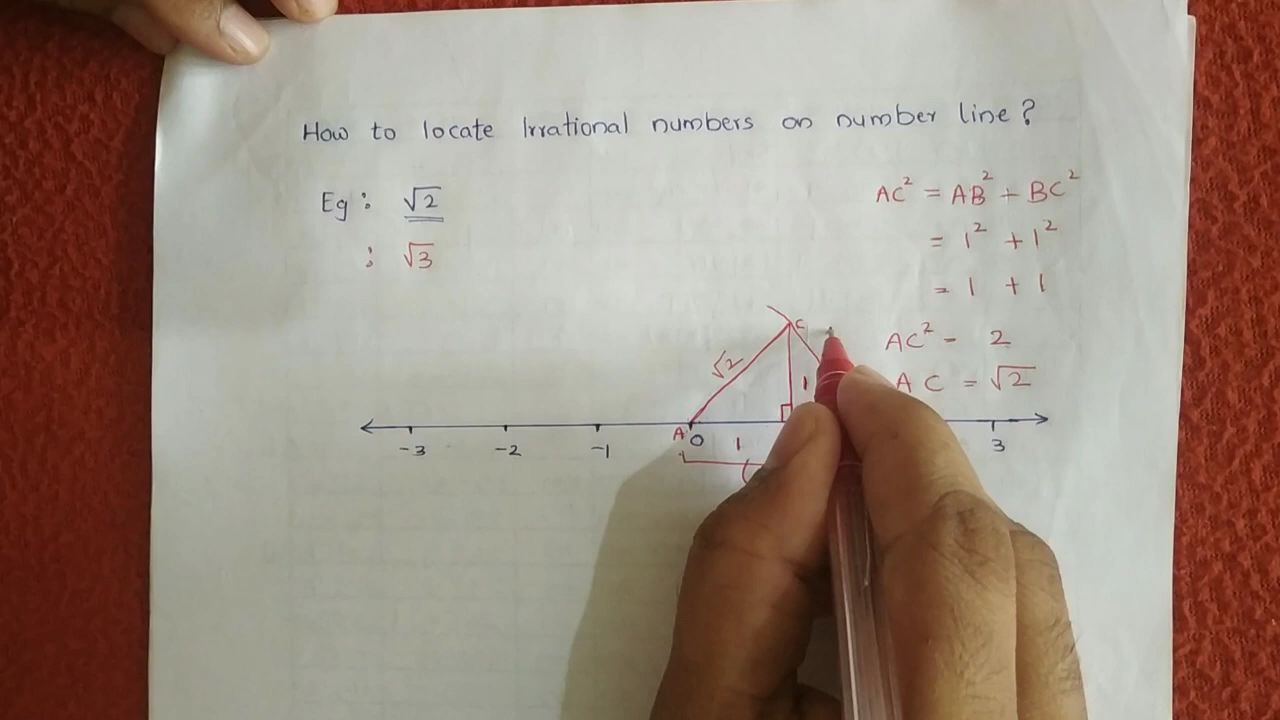 How to locate Irrational numbers on number line?
Eg : √2
: √3
AC² = AB² + BC²
= 1² + 1²
= 1 + 1
AC² - 2
AC = √2
C
√2
1
-3 -2 -1 0 3
A
1